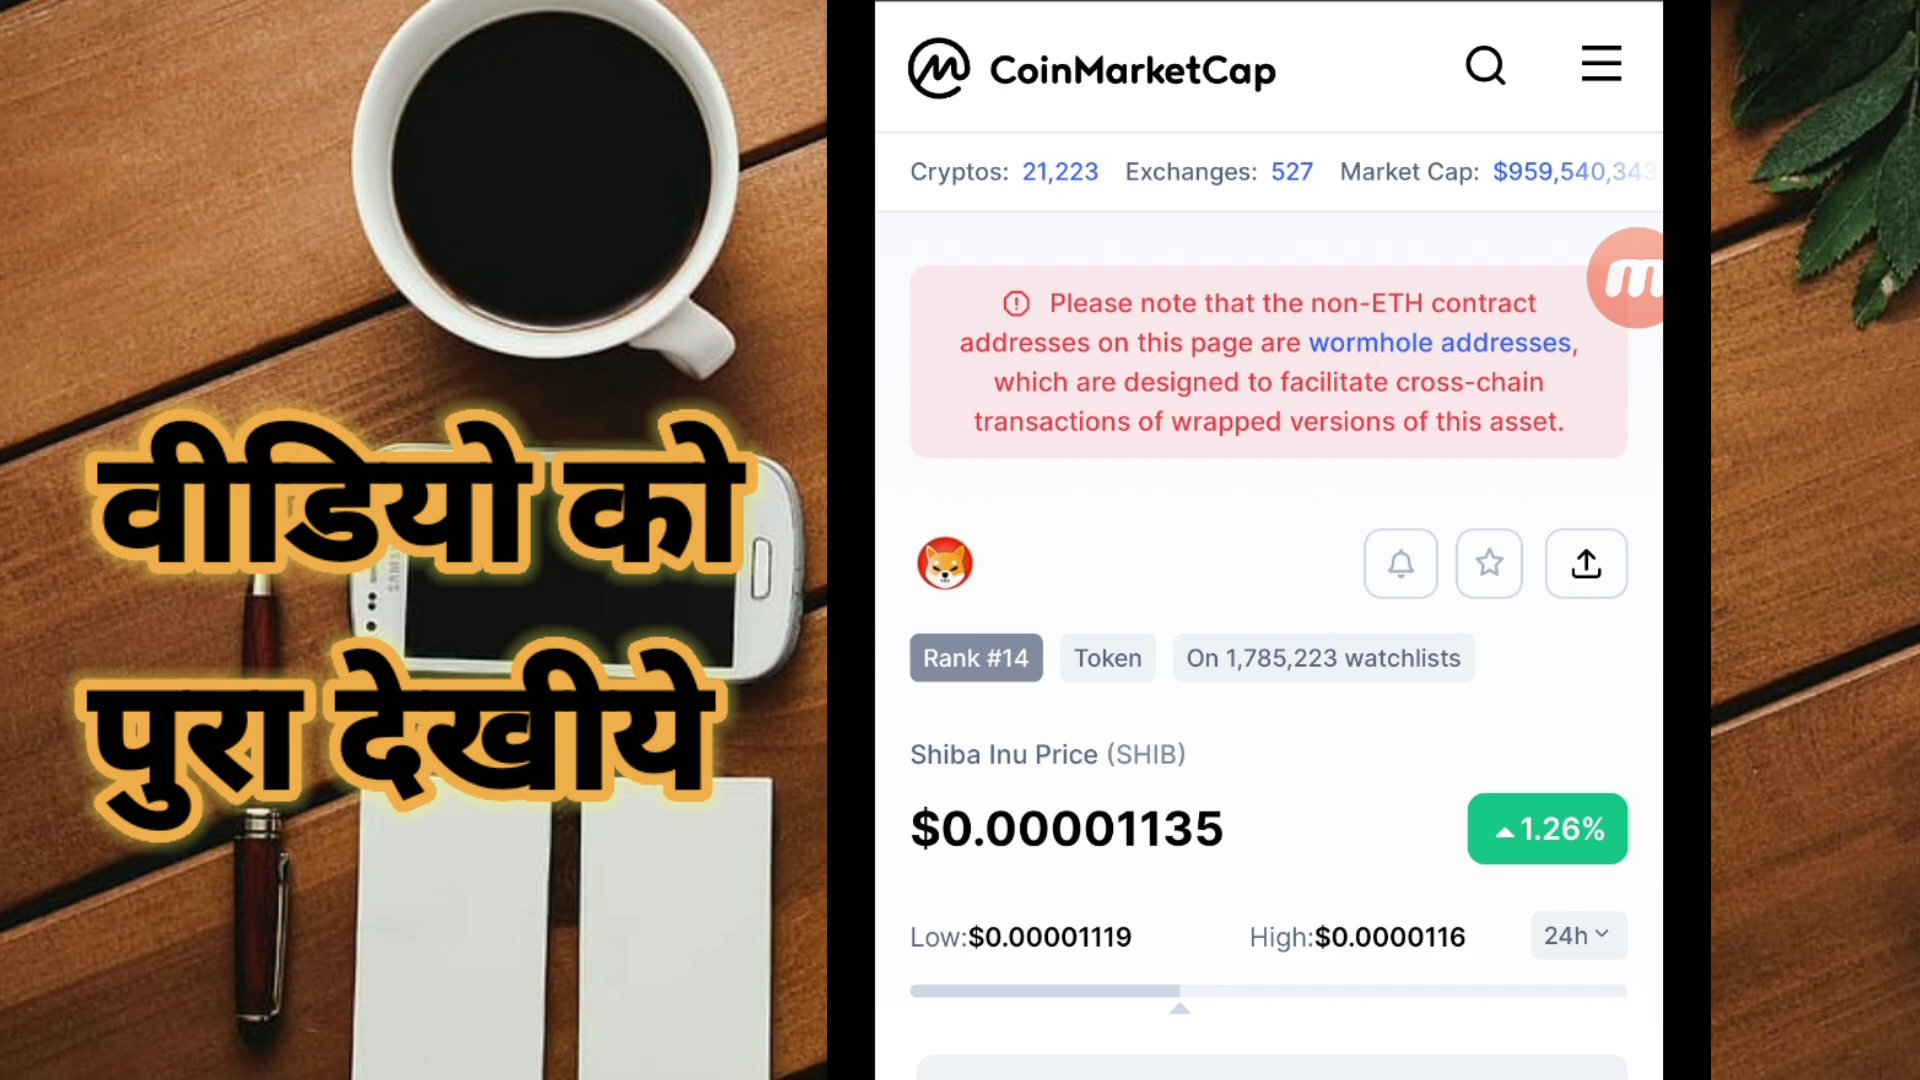 वीडियो को
पुरा देखीये
SAMSUNG
CoinMarketCap
Cryptos: 21,223 Exchanges: 527 Market Cap: $959,540,343
Please note that the non-ETH contract
addresses on this page are wormhole addresses,
which are designed to facilitate cross-chain
transactions of wrapped versions of this asset.
Rank #14 Token On 1,785,223 watchlists
Shiba Inu Price (SHIB)
$0.00001135 1.26%
Low:$0.00001119 High:$0.0000116 24h